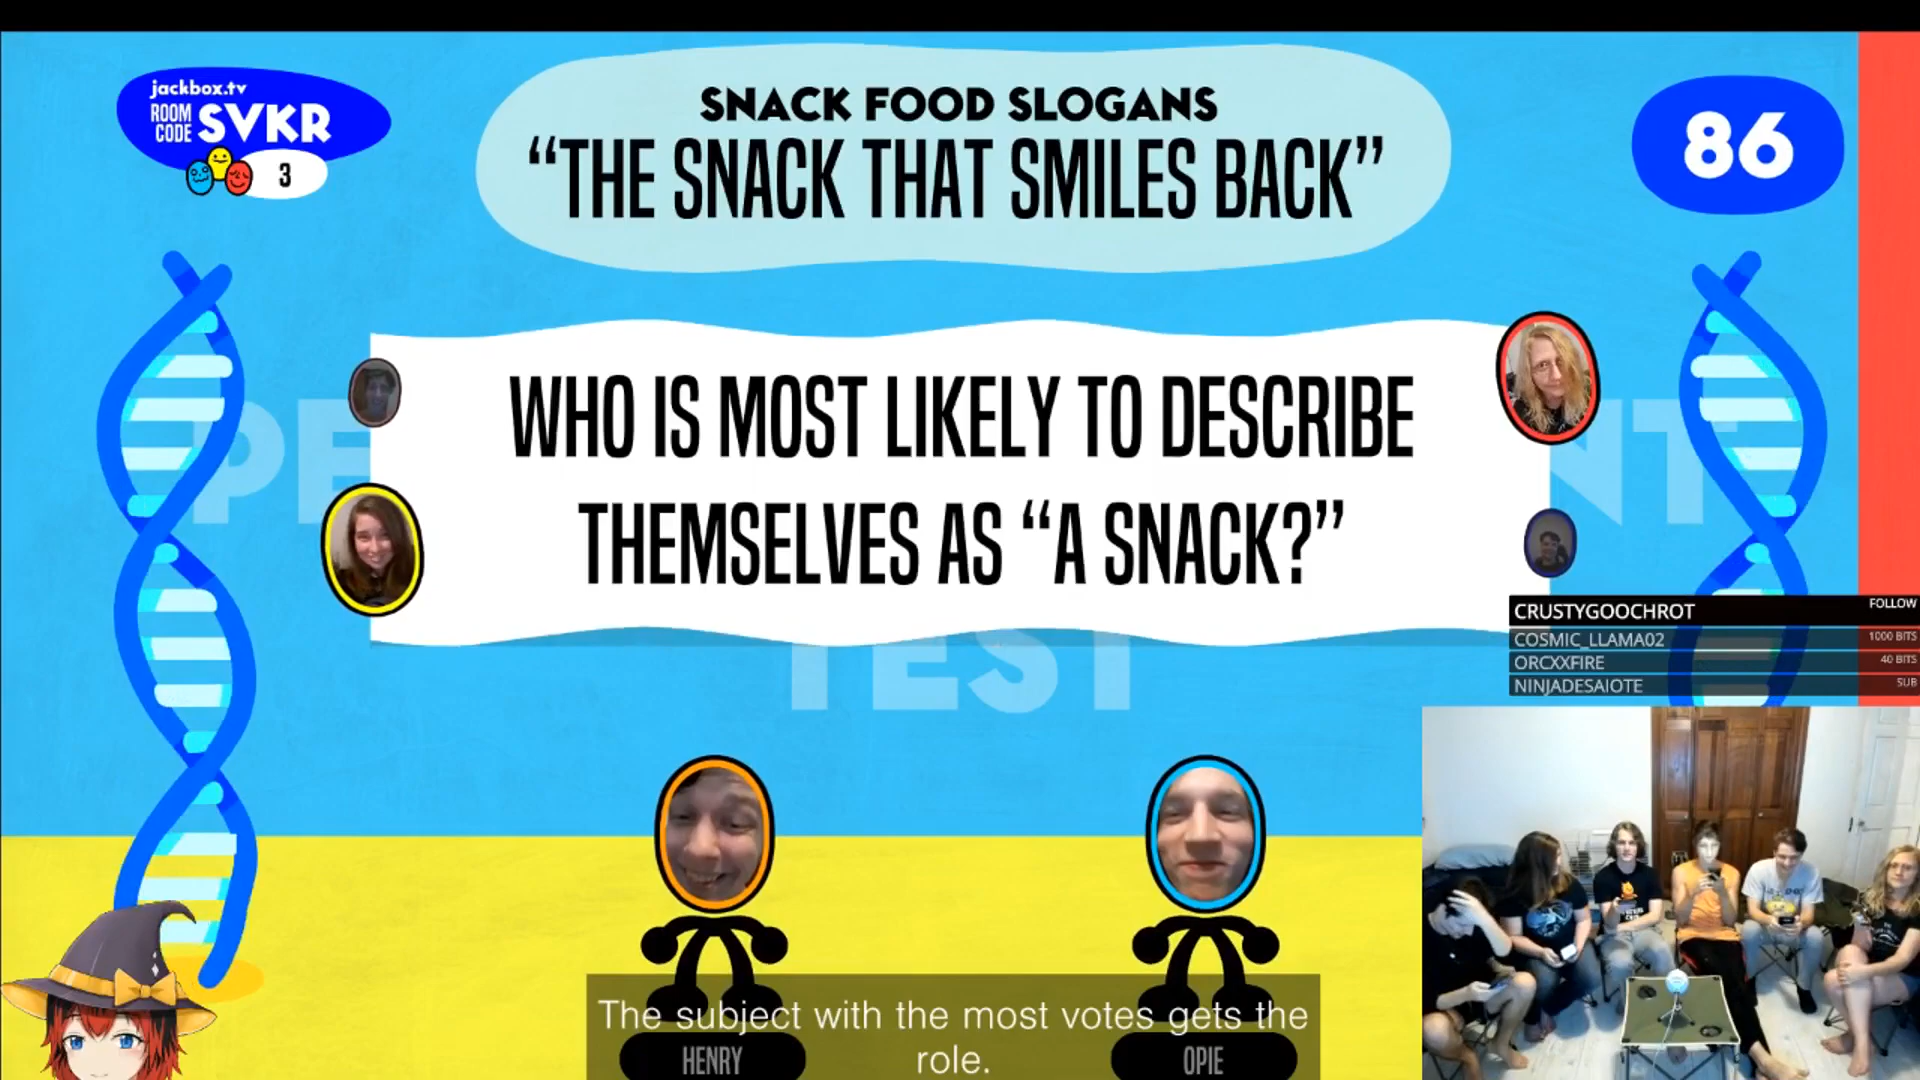 jackbox.tv
ROOM CODE SVKR
3
SNACK FOOD SLOGANS
“THE SNACK THAT SMILES BACK”
86
WHO IS MOST LIKELY TO DESCRIBE
THEMSELVES AS “A SNACK?”
TEST
CRUSTYGOOCHROT FOLLOW
COSMIC_LLAMA02 1000 BITS
ORCXXFIRE 40 BITS
NINJADESAIOTE SUB
The subject with the most votes gets the
role.
HENRY
OPIE